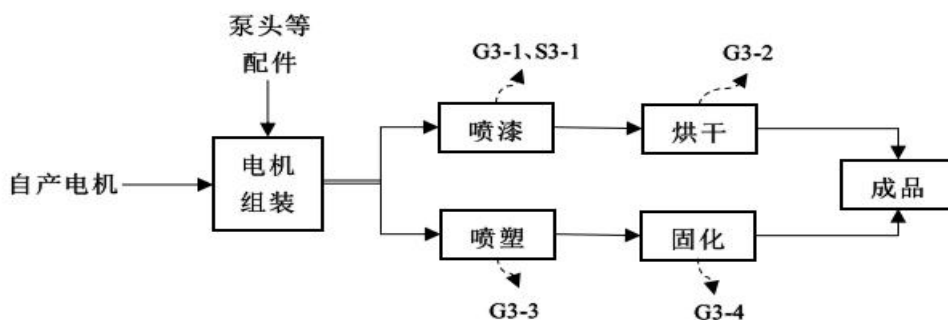 泵头等
配件
G3-1、S3-1
G3-2
喷漆
烘干
自产电机
电机
组装
成品
喷塑
固化
G3-3
G3-4